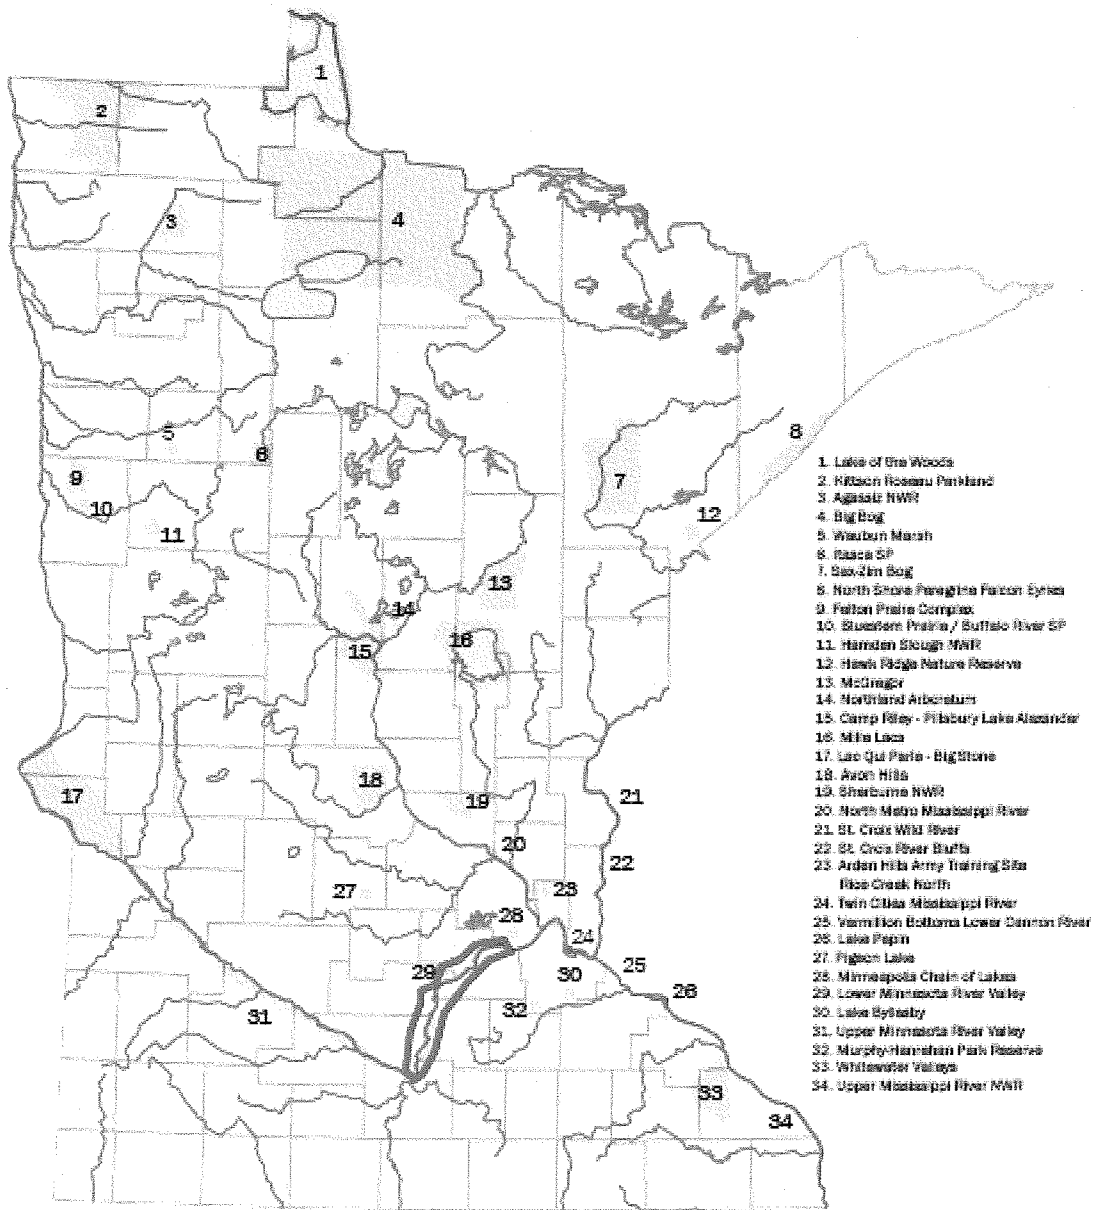 1
2
3
4
5
6
7
8
9
10
11
12
13
14
15
16
17
18
19
20
21
22
23
24
25
26
27
28
29
30
31
32
33
34
1. Lake of the Woods
2. Kittson Roseau Parkland
3. Agassiz NWR
4. Big Bog
5. Waubun Marsh
6. Itasca SP
7. Sax-Zim Bog
8. North Shore Peregrine Falcon Eyries
9. Felton Prairie Complex
10. Bluestem Prairie / Buffalo River SP
11. Hamden Slough NWR
12. Hawk Ridge Nature Reserve
13. McGregor
14. Northland Arboretum
15. Camp Ripley - Pillsbury Lake Alexander
16. Mille Lacs
17. Lac Qui Parle - Big Stone
18. Avon Hills
19. Sherburne NWR
20. North Metro Mississippi River
21. St. Croix Wild River
22. St. Croix River Bluffs
23. Arden Hills Army Training Site
Rice Creek North
24. Twin Cities Mississippi River
25. Vermillion Bottoms Lower Cannon River
26. Lake Pepin
27. Pigeon Lake
28. Minneapolis Chain of Lakes
29. Lower Minnesota River Valley
30. Lake Byllesby
31. Upper Minnesota River Valley
32. Murphy-Hanrehan Park Reserve
33. Whitewater Valleys
34. Upper Mississippi River NWR